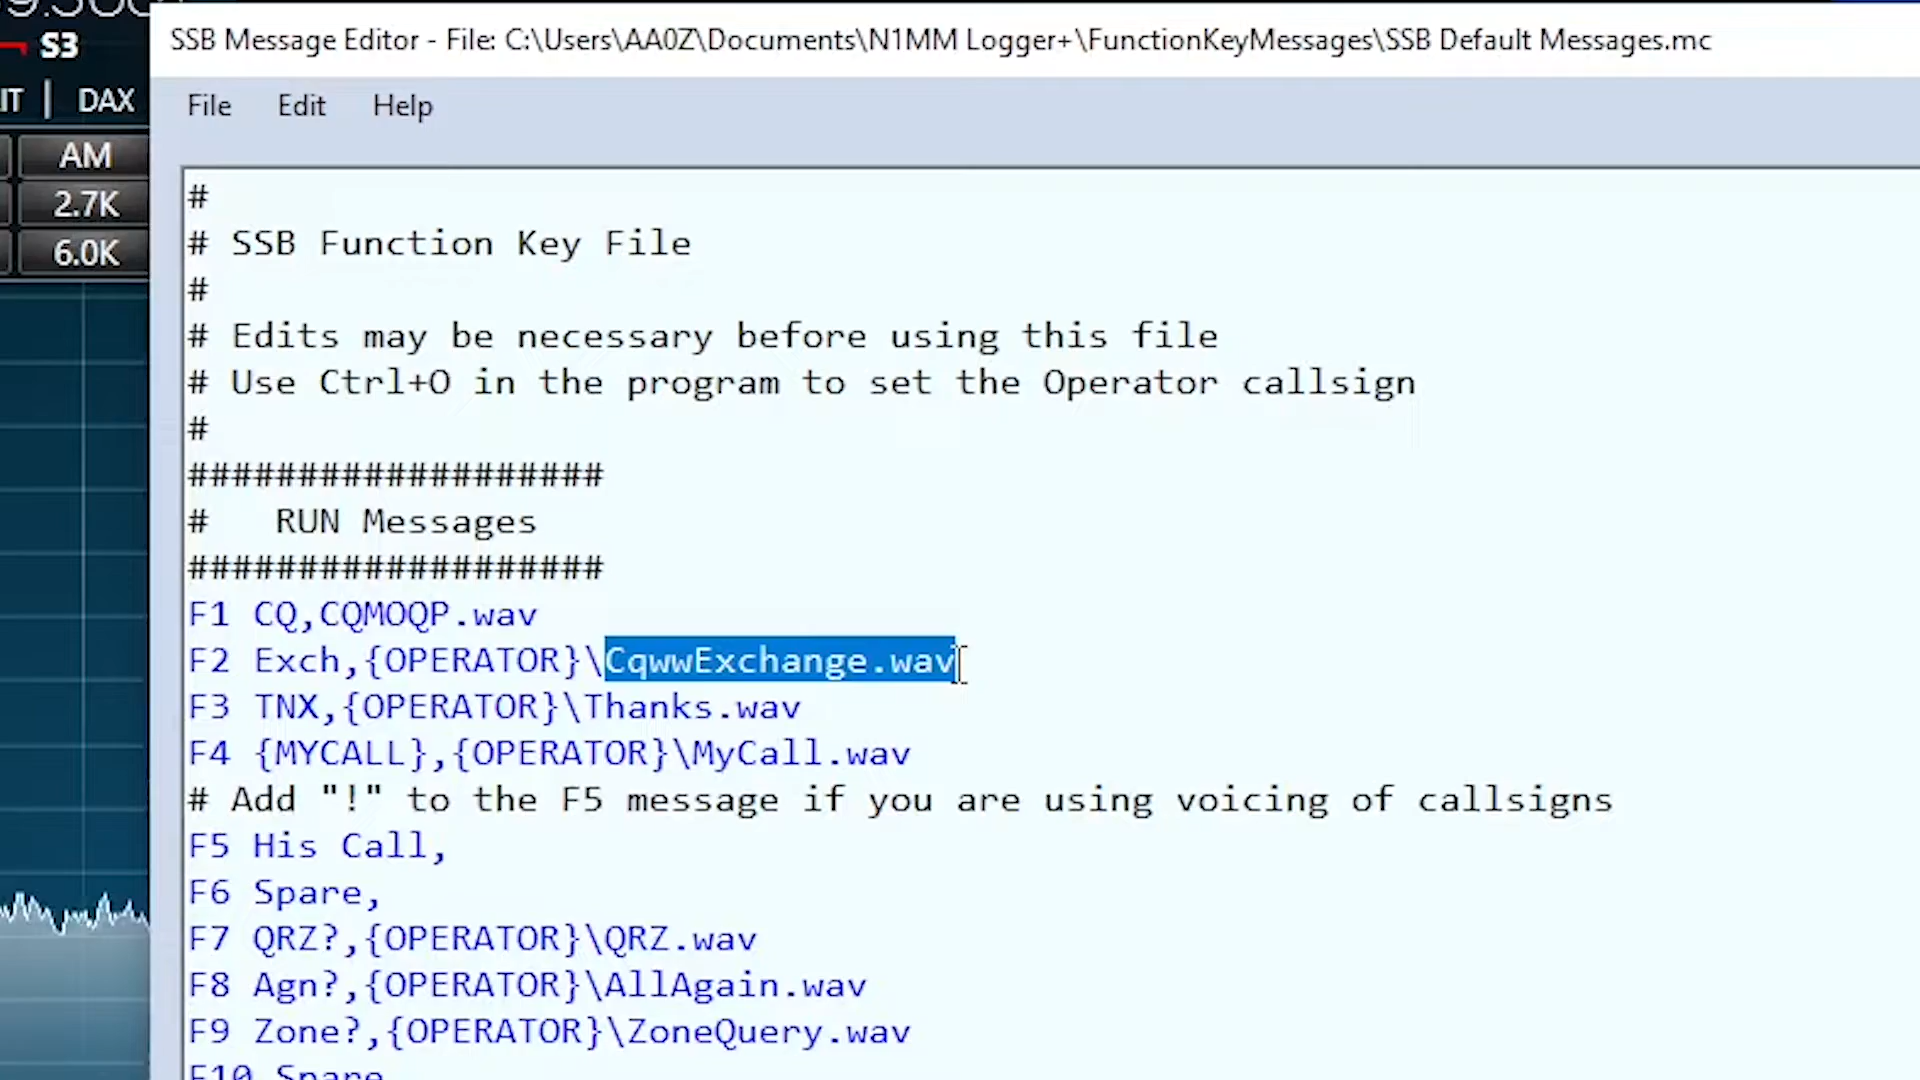 S3
SSB Message Editor - File: C:\Users\AA0Z\Documents\N1MM Logger+\FunctionKeyMessages\SSB Default Messages.mc
DAX
File Edit Help
AM
2.7K
6.0K
#
# SSB Function Key File
#
# Edits may be necessary before using this file
# Use Ctrl+O in the program to set the Operator callsign
#
###################
# RUN Messages
###################
F1 CQ,CQMOQP.wav
F2 Exch,{OPERATOR}\CqwwExchange.wav
F3 TNX,{OPERATOR}\Thanks.wav
F4 {MYCALL},{OPERATOR}\MyCall.wav
# Add "!" to the F5 message if you are using voicing of callsigns
F5 His Call,
F6 Spare,
F7 QRZ?,{OPERATOR}\QRZ.wav
F8 Agn?,{OPERATOR}\AllAgain.wav
F9 Zone?,{OPERATOR}\ZoneQuery.wav
F10 Spare